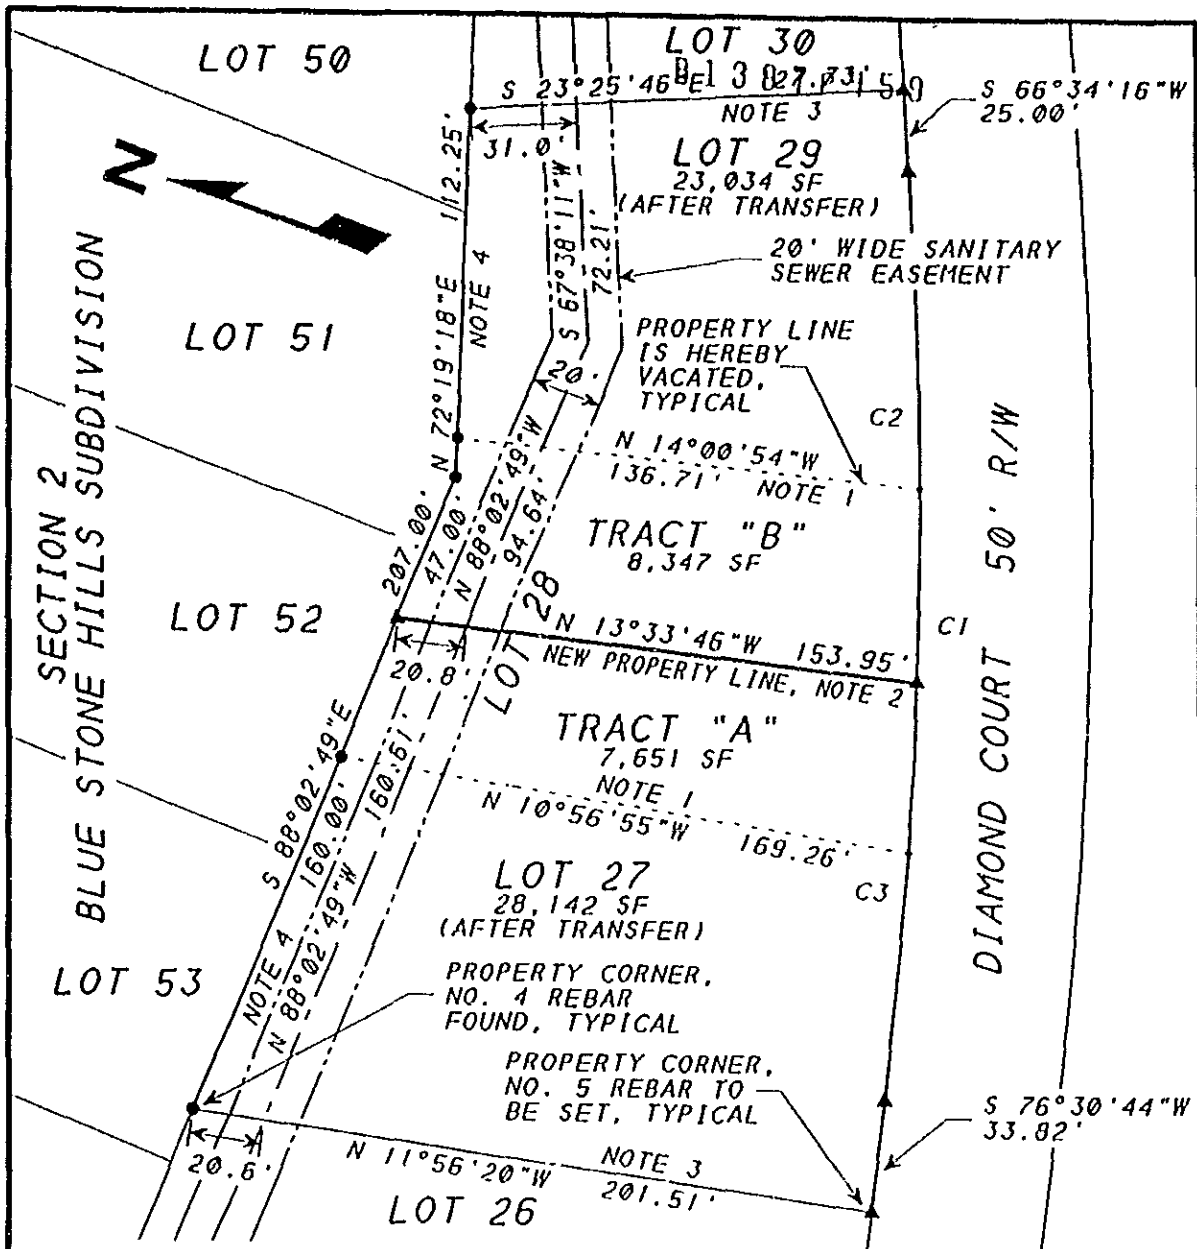 LOT 50
LOT 30
B1387P150
S 23°25'46"E
NOTE 3
S 66°34'16"W
25.00'
31.0'
112.25'
LOT 29
23,034 SF
(AFTER TRANSFER)
N
S 67°38'11"W
72.21'
20' WIDE SANITARY
SEWER EASEMENT
N 72°19'18"E
NOTE 4
LOT 51
PROPERTY LINE
IS HEREBY
VACATED,
TYPICAL
20'
C2
N 14°00'54"W
136.71' NOTE 1
SECTION 2
BLUE STONE HILLS SUBDIVISION
207.00'
47.00'
N 88°02'49"W
94.64'
TRACT "B"
8,347 SF
DIAMOND COURT 50' R/W
LOT 52
LOT 28
N 13°33'46"W 153.95'
NEW PROPERTY LINE, NOTE 2
C1
20.8'
TRACT "A"
7,651 SF
NOTE 1
N 10°56'55"W 169.26'
S 88°02'49"E
160.00'
160.61'
N 88°02'49"W
NOTE 4
LOT 27
28,142 SF
(AFTER TRANSFER)
C3
LOT 53
PROPERTY CORNER,
NO. 4 REBAR
FOUND, TYPICAL
PROPERTY CORNER,
NO. 5 REBAR TO
BE SET, TYPICAL
S 76°30'44"W
33.82'
20.6'
N 11°56'20"W
NOTE 3
201.51'
LOT 26